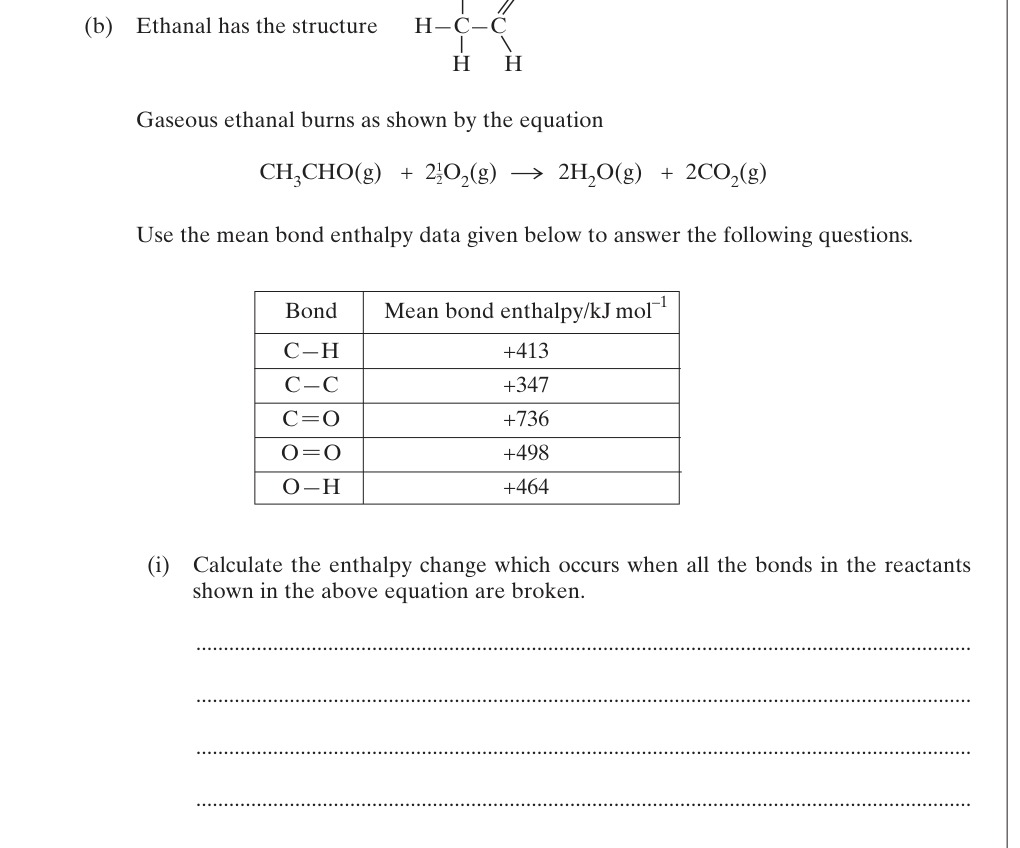 (b) Ethanal has the structure H–C–C
H H
Gaseous ethanal burns as shown by the equation
CH₃CHO(g) + 2½O₂(g) ⟶ 2H₂O(g) + 2CO₂(g)
Use the mean bond enthalpy data given below to answer the following questions.
Bond Mean bond enthalpy/kJ mol⁻¹
C–H +413
C–C +347
C=O +736
O=O +498
O–H +464
(i) Calculate the enthalpy change which occurs when all the bonds in the reactants
shown in the above equation are broken.